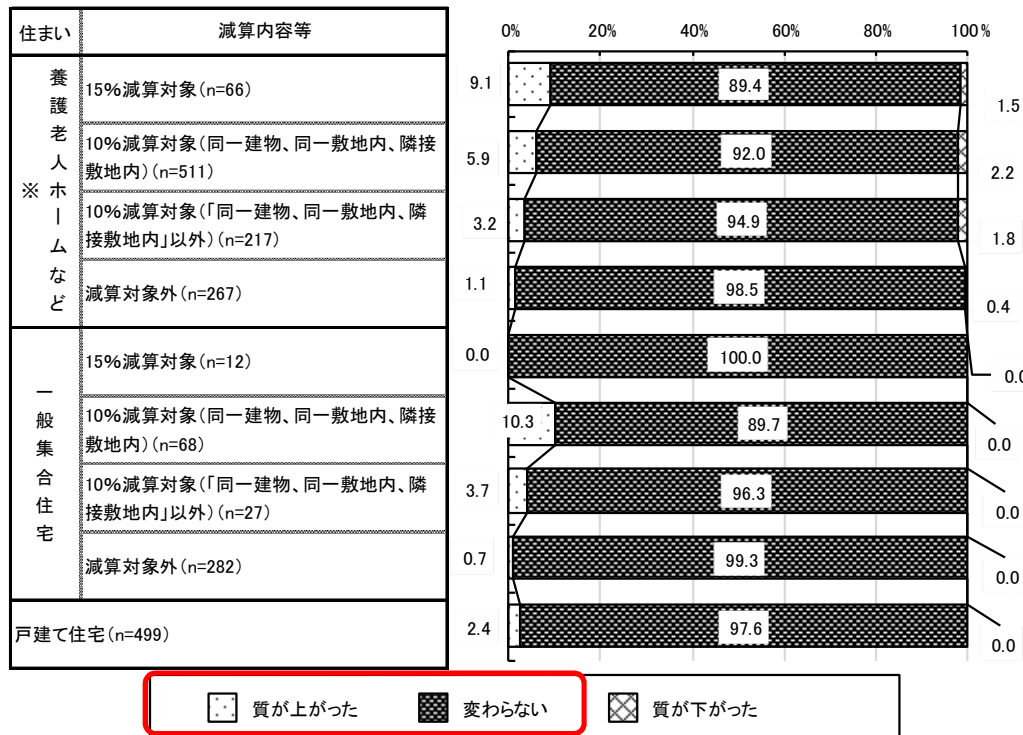 住まい 減算内容等
0% 20% 40% 60% 80% 100%
養護老人ホームなど
※
15%減算対象(n=66)
9.1 89.4 1.5
10%減算対象(同一建物、同一敷地内、隣接
敷地内)(n=511)
5.9 92.0 2.2
10%減算対象(「同一建物、同一敷地内、隣
接敷地内」以外)(n=217)
3.2 94.9 1.8
減算対象外(n=267)
1.1 98.5 0.4
一般集合住宅
15%減算対象(n=12)
0.0 100.0 0.0
10%減算対象(同一建物、同一敷地内、隣接
敷地内)(n=68)
10.3 89.7 0.0
10%減算対象(「同一建物、同一敷地内、隣
接敷地内」以外)(n=27)
3.7 96.3 0.0
減算対象外(n=282)
0.7 99.3 0.0
戸建て住宅(n=499)
2.4 97.6 0.0
質が上がった 変わらない 質が下がった